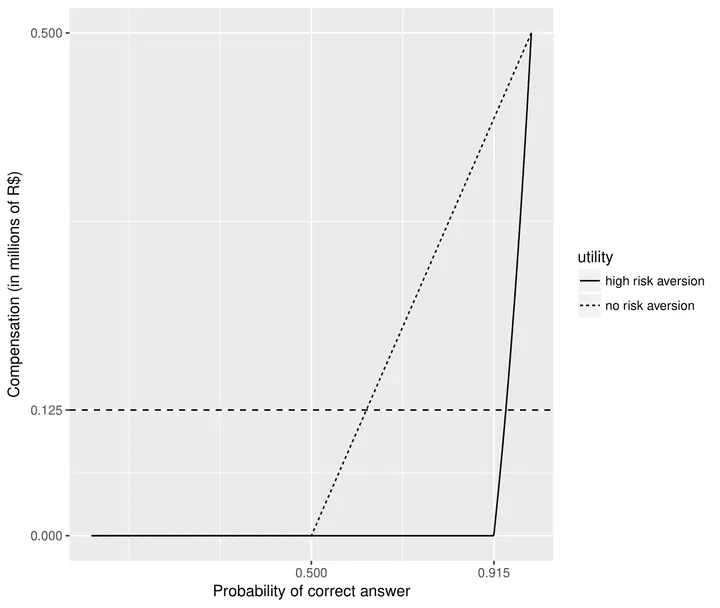 0.500
0.125
0.000
Compensation (in millions of R$)
0.500 0.915
Probability of correct answer
utility
high risk aversion
no risk aversion